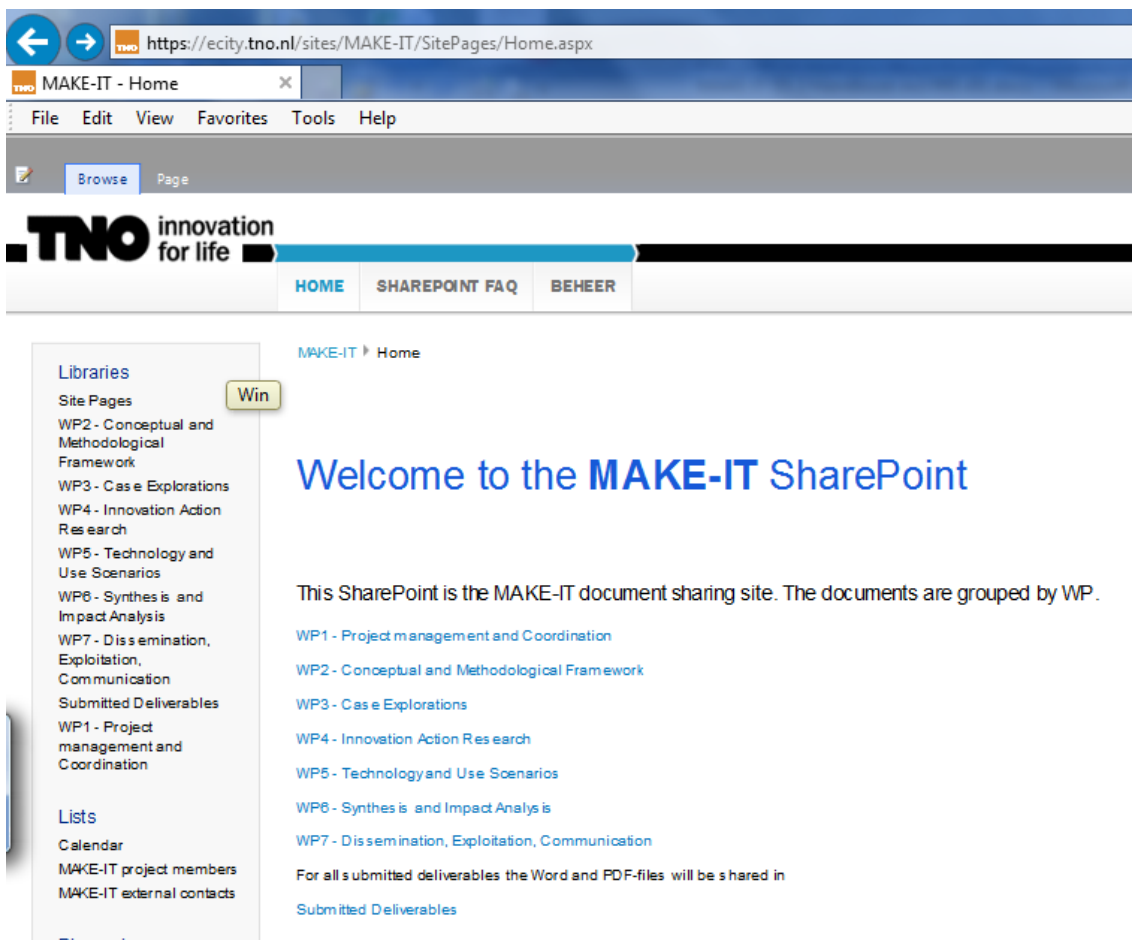 https://ecity.tno.nl/sites/MAKE-IT/SitePages/Home.aspx
TNO MAKE-IT - Home
File Edit View Favorites Tools Help
Browse Page
TNO innovation
for life
HOME SHAREPOINT FAQ BEHEER
MAKE-IT Home
Libraries
Site Pages
Win
WP2 - Conceptual and
Methodological
Framework
WP3 - Case Explorations
WP4 - Innovation Action
Research
WP5 - Technology and
Use Scenarios
WP6 - Synthesis and
Impact Analysis
WP7 - Dissemination,
Exploitation,
Communication
Submitted Deliverables
WP1 - Project
management and
Coordination
Lists
Calendar
MAKE-IT project members
MAKE-IT external contacts
Welcome to the MAKE-IT SharePoint
This SharePoint is the MAKE-IT document sharing site. The documents are grouped by WP.
WP1 - Project management and Coordination
WP2 - Conceptual and Methodological Framework
WP3 - Case Explorations
WP4 - Innovation Action Research
WP5 - Technology and Use Scenarios
WP6 - Synthesis and Impact Analysis
WP7 - Dissemination, Exploitation, Communication
For all submitted deliverables the Word and PDF-files will be shared in
Submitted Deliverables